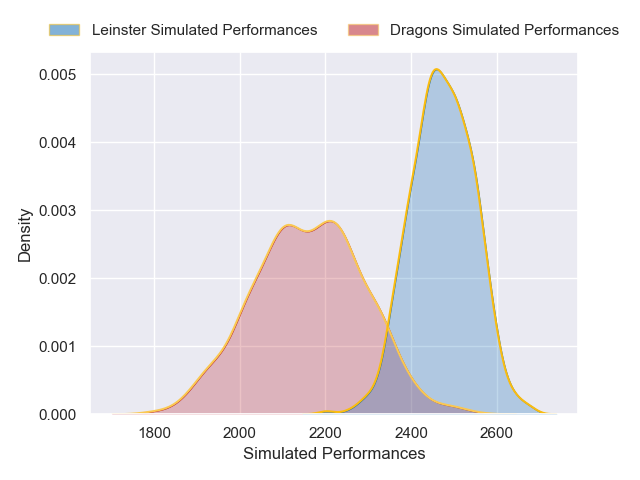 Leinster Simulated Performances Dragons Simulated Performances
0.005
0.004
0.003
0.002
0.001
0.000
Density
1800 2000 2200 2400 2600
Simulated Performances